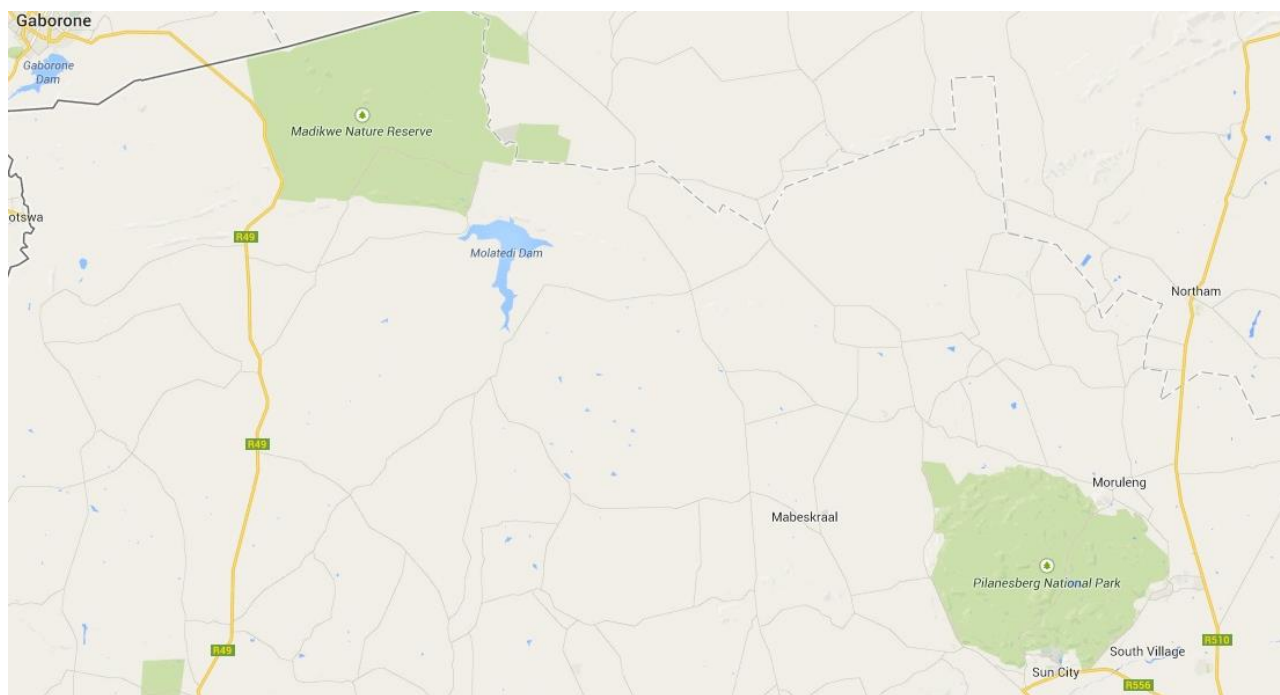 Gaborone
Gaborone
Dam
Madikwe Nature Reserve
otswa
R49
Molatedi Dam
Northam
R49
Moruleng
Mabeskraal
Pilanesberg National Park
R49
R510
South Village
Sun City
R556